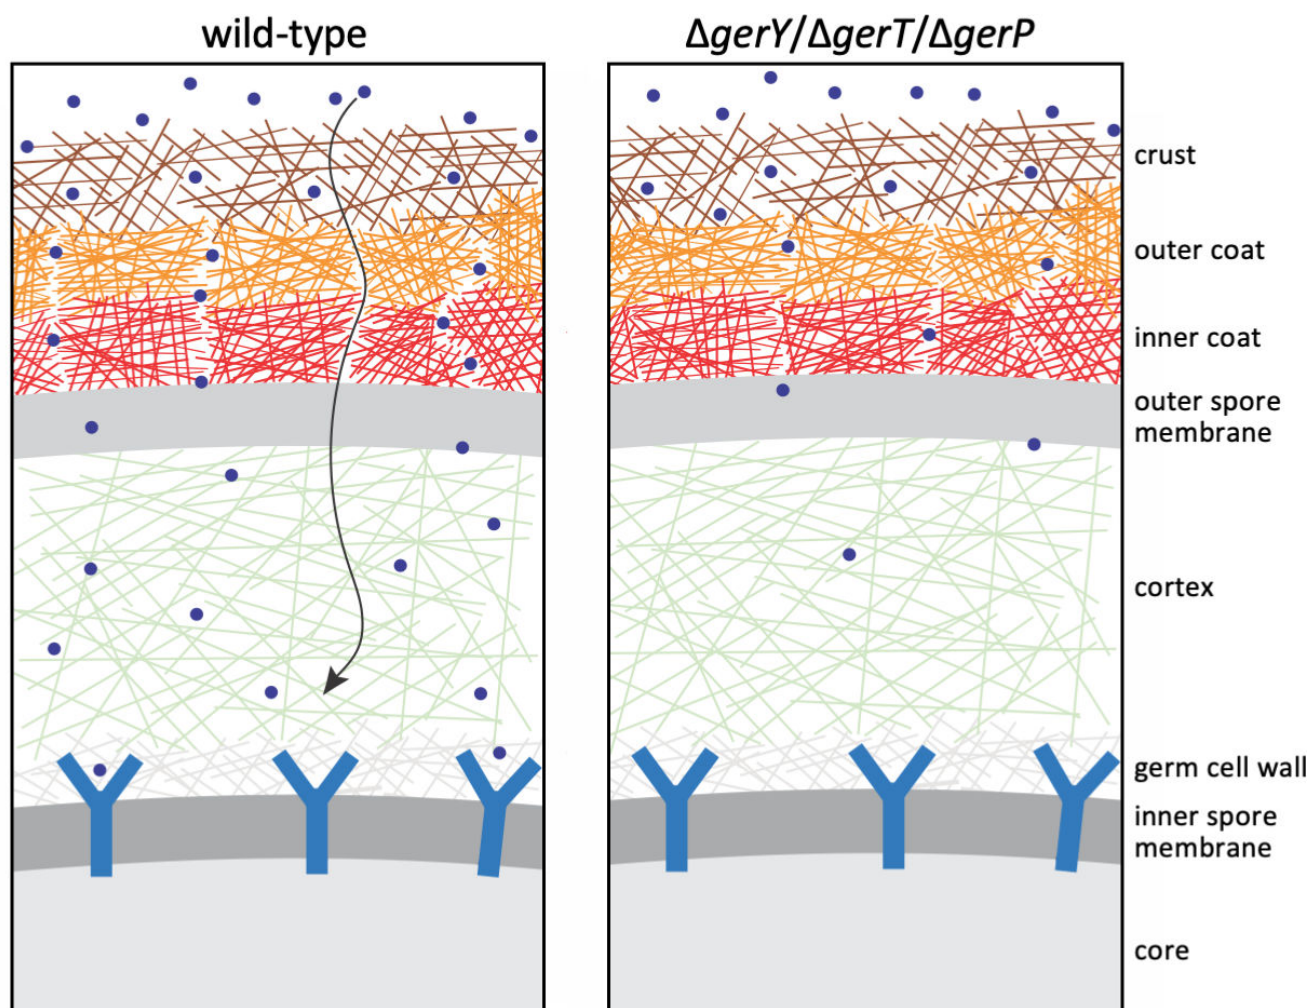 wild-type
ΔgerY/ΔgerT/ΔgerP
crust
outer coat
inner coat
outer spore
membrane
cortex
germ cell wall
inner spore
membrane
core